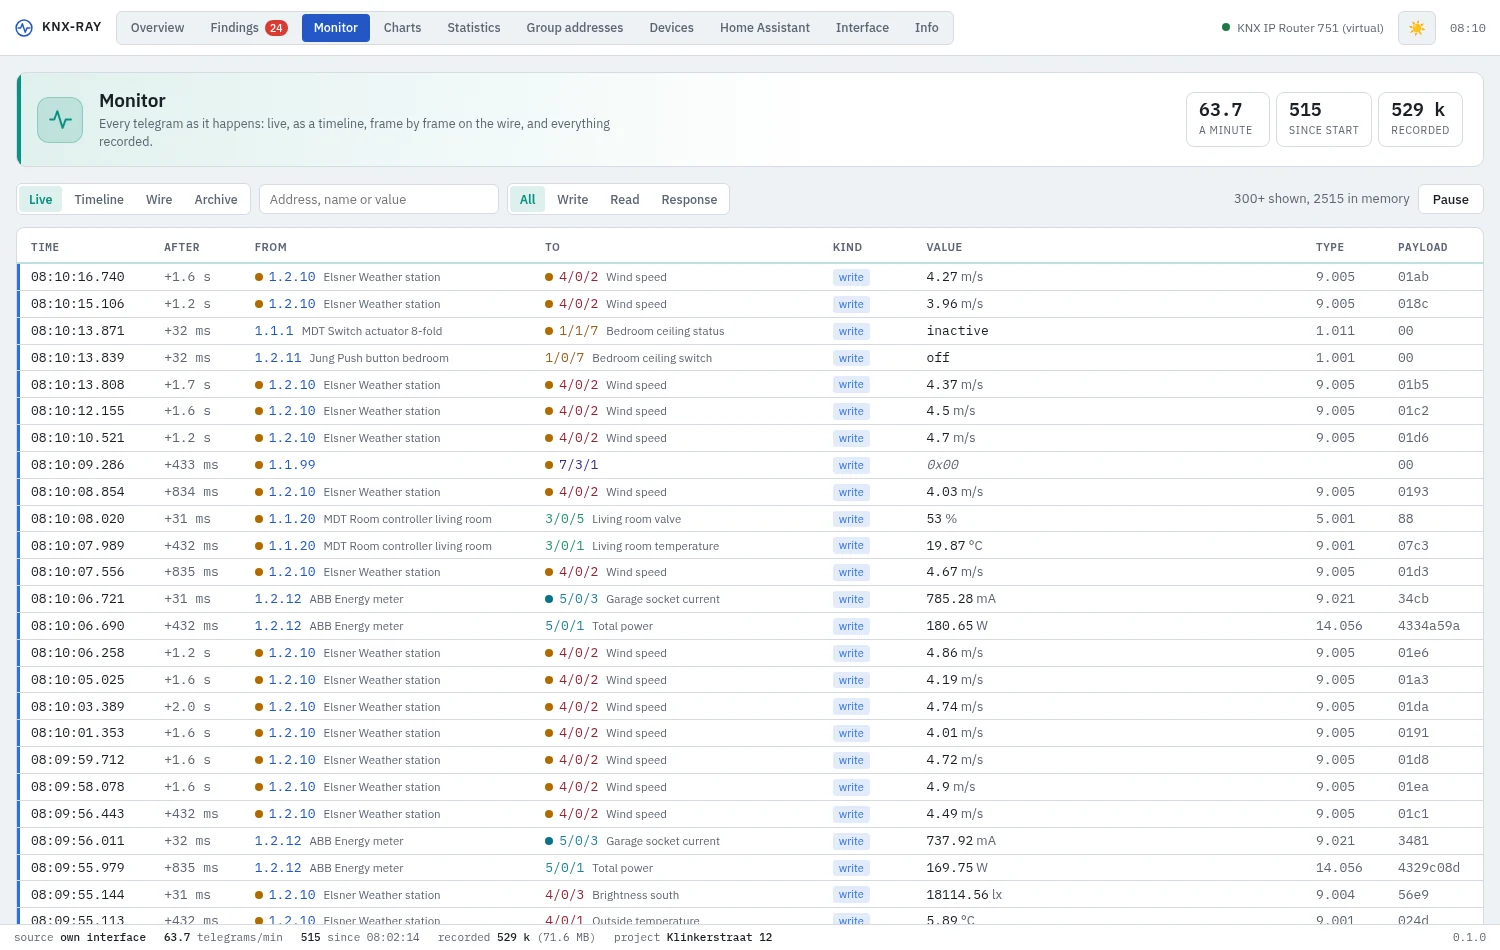 KNX-RAY Overview Findings 24 Monitor Charts Statistics Group addresses Devices Home Assistant Interface Info KNX IP Router 751 (virtual) 08:10
Monitor
Every telegram as it happens: live, as a timeline, frame by frame on the wire, and everything
recorded.
63.7 A MINUTE
515 SINCE START
529 k RECORDED
Live Timeline Wire Archive Address, name or value All Write Read Response 300+ shown, 2515 in memory Pause
TIME AFTER FROM TO KIND VALUE TYPE PAYLOAD
08:10:16.740 +1.6 s 1.2.10 Elsner Weather station 4/0/2 Wind speed write 4.27 m/s 9.005 01ab
08:10:15.106 +1.2 s 1.2.10 Elsner Weather station 4/0/2 Wind speed write 3.96 m/s 9.005 018c
08:10:13.871 +32 ms 1.1.1 MDT Switch actuator 8-fold 1/1/7 Bedroom ceiling status write inactive 1.011 00
08:10:13.839 +32 ms 1.2.11 Jung Push button bedroom 1/0/7 Bedroom ceiling switch write off 1.001 00
08:10:13.808 +1.7 s 1.2.10 Elsner Weather station 4/0/2 Wind speed write 4.37 m/s 9.005 01b5
08:10:12.155 +1.6 s 1.2.10 Elsner Weather station 4/0/2 Wind speed write 4.5 m/s 9.005 01c2
08:10:10.521 +1.2 s 1.2.10 Elsner Weather station 4/0/2 Wind speed write 4.7 m/s 9.005 01d6
08:10:09.286 +433 ms 1.1.99 7/3/1 write 0x00 00
08:10:08.854 +834 ms 1.2.10 Elsner Weather station 4/0/2 Wind speed write 4.03 m/s 9.005 0193
08:10:08.020 +31 ms 1.1.20 MDT Room controller living room 3/0/5 Living room valve write 53 % 5.001 88
08:10:07.989 +432 ms 1.1.20 MDT Room controller living room 3/0/1 Living room temperature write 19.87 °C 9.001 07c3
08:10:07.556 +835 ms 1.2.10 Elsner Weather station 4/0/2 Wind speed write 4.67 m/s 9.005 01d3
08:10:06.721 +31 ms 1.2.12 ABB Energy meter 5/0/3 Garage socket current write 785.28 mA 9.021 34cb
08:10:06.690 +432 ms 1.2.12 ABB Energy meter 5/0/1 Total power write 180.65 W 14.056 4334a59a
08:10:06.258 +1.2 s 1.2.10 Elsner Weather station 4/0/2 Wind speed write 4.86 m/s 9.005 01e6
08:10:05.025 +1.6 s 1.2.10 Elsner Weather station 4/0/2 Wind speed write 4.19 m/s 9.005 01a3
08:10:03.389 +2.0 s 1.2.10 Elsner Weather station 4/0/2 Wind speed write 4.74 m/s 9.005 01da
08:10:01.353 +1.6 s 1.2.10 Elsner Weather station 4/0/2 Wind speed write 4.01 m/s 9.005 0191
08:09:59.712 +1.6 s 1.2.10 Elsner Weather station 4/0/2 Wind speed write 4.72 m/s 9.005 01d8
08:09:58.078 +1.6 s 1.2.10 Elsner Weather station 4/0/2 Wind speed write 4.9 m/s 9.005 01ea
08:09:56.443 +432 ms 1.2.10 Elsner Weather station 4/0/2 Wind speed write 4.49 m/s 9.005 01c1
08:09:56.011 +32 ms 1.2.12 ABB Energy meter 5/0/3 Garage socket current write 737.92 mA 9.021 3481
08:09:55.979 +835 ms 1.2.12 ABB Energy meter 5/0/1 Total power write 169.75 W 14.056 4329c08d
08:09:55.144 +31 ms 1.2.10 Elsner Weather station 4/0/3 Brightness south write 18114.56 lx 9.004 56e9
08:09:55.113 +432 ms 1.2.10 Elsner Weather station 4/0/1 Outside temperature write 5.89 °C 9.001 024d
source own interface 63.7 telegrams/min 515 since 08:02:14 recorded 529 k (71.6 MB) project Klinkerstraat 12 0.1.0